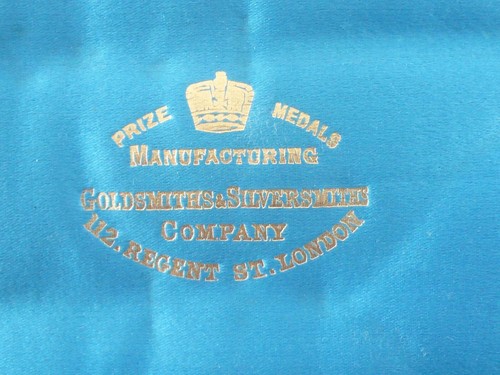 PRIZE MEDALS
MANUFACTURING
GOLDSMITHS & SILVERSMITHS
COMPANY
112, REGENT ST. LONDON